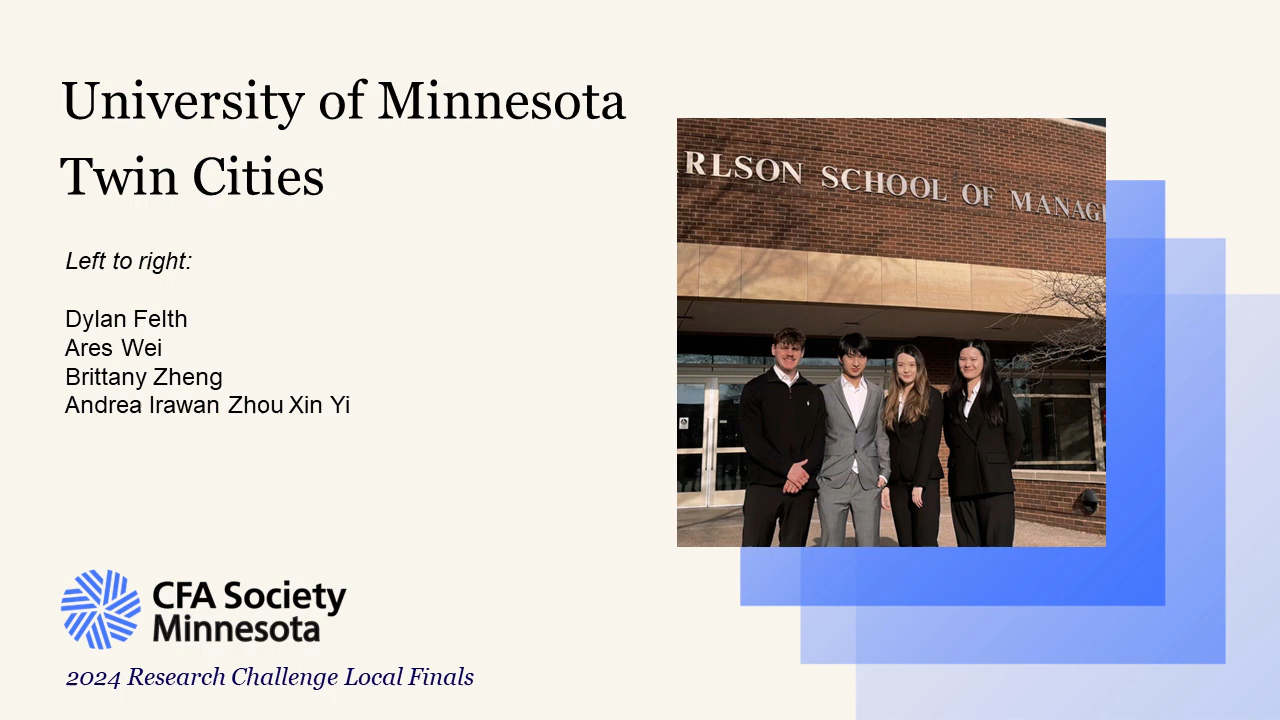 University of Minnesota
Twin Cities
Left to right:
Dylan Felth
Ares Wei
Brittany Zheng
Andrea Irawan Zhou Xin Yi
RLSON SCHOOL OF MANAG
CFA Society
Minnesota
2024 Research Challenge Local Finals